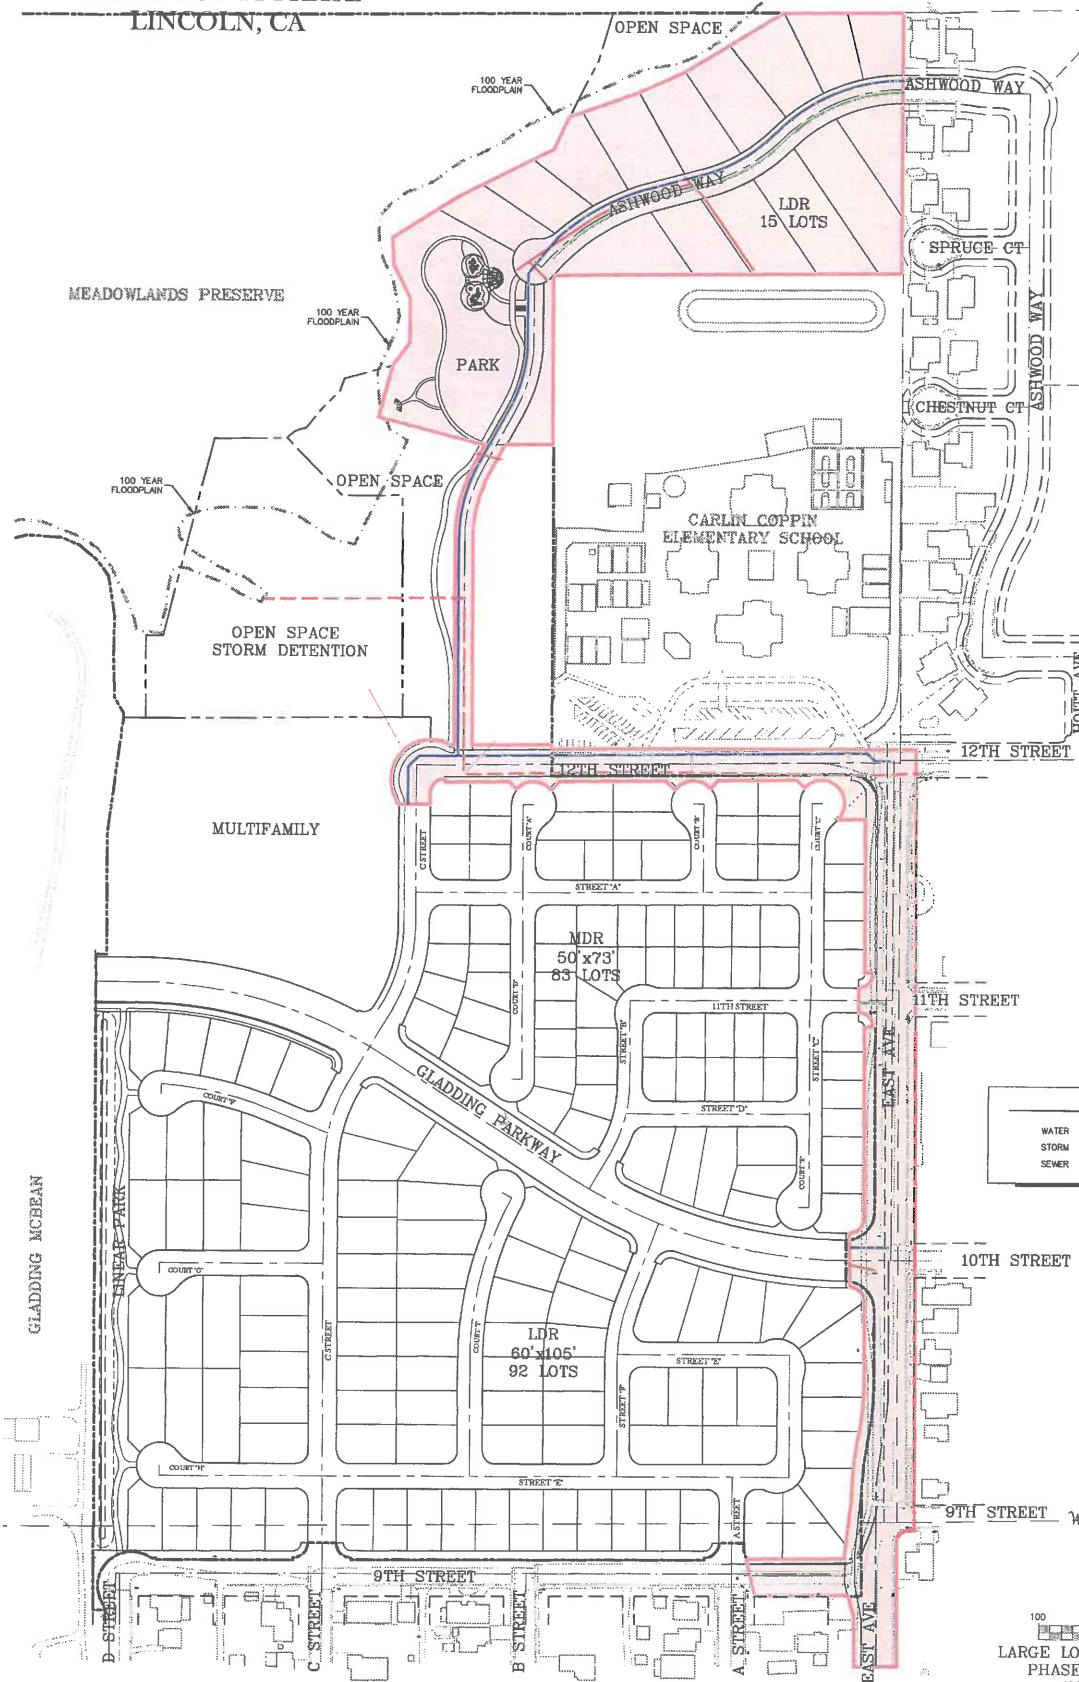 LINCOLN, CA
OPEN SPACE
100 YEAR
FLOODPLAIN
ASHWOOD WAY
ASHWOOD WAY
LDR
15 LOTS
SPRUCE CT
MEADOWLANDS PRESERVE
100 YEAR
FLOODPLAIN
ASHWOOD WAY
PARK
CHESTNUT CT
OPEN SPACE
100 YEAR
FLOODPLAIN
CARLIN COPPIN
ELEMENTARY SCHOOL
OPEN SPACE
STORM DETENTION
12TH STREET
12TH STREET
MULTIFAMILY
C STREET
COURT "A"
COURT "B"
COURT "C"
STREET "A"
MDR
50'x73'
83 LOTS
COURT "D"
11TH STREET
11TH STREET
STREET "B"
STREET "C"
EAST AVE
GLADDING PARKWAY
COURT "F"
STREET "D"
WATER
STORM
SEWER
GLADDING MCBEAN
LINEAR PARK
10TH STREET
COURT "G"
C STREET
LDR
60'x105'
92 LOTS
STREET "E"
STREET "F"
COURT "H"
STREET "E"
A STREET
9TH STREET
9TH STREET
D STREET
C STREET
B STREET
A STREET
EAST AVE
100
LARGE LO
PHASE